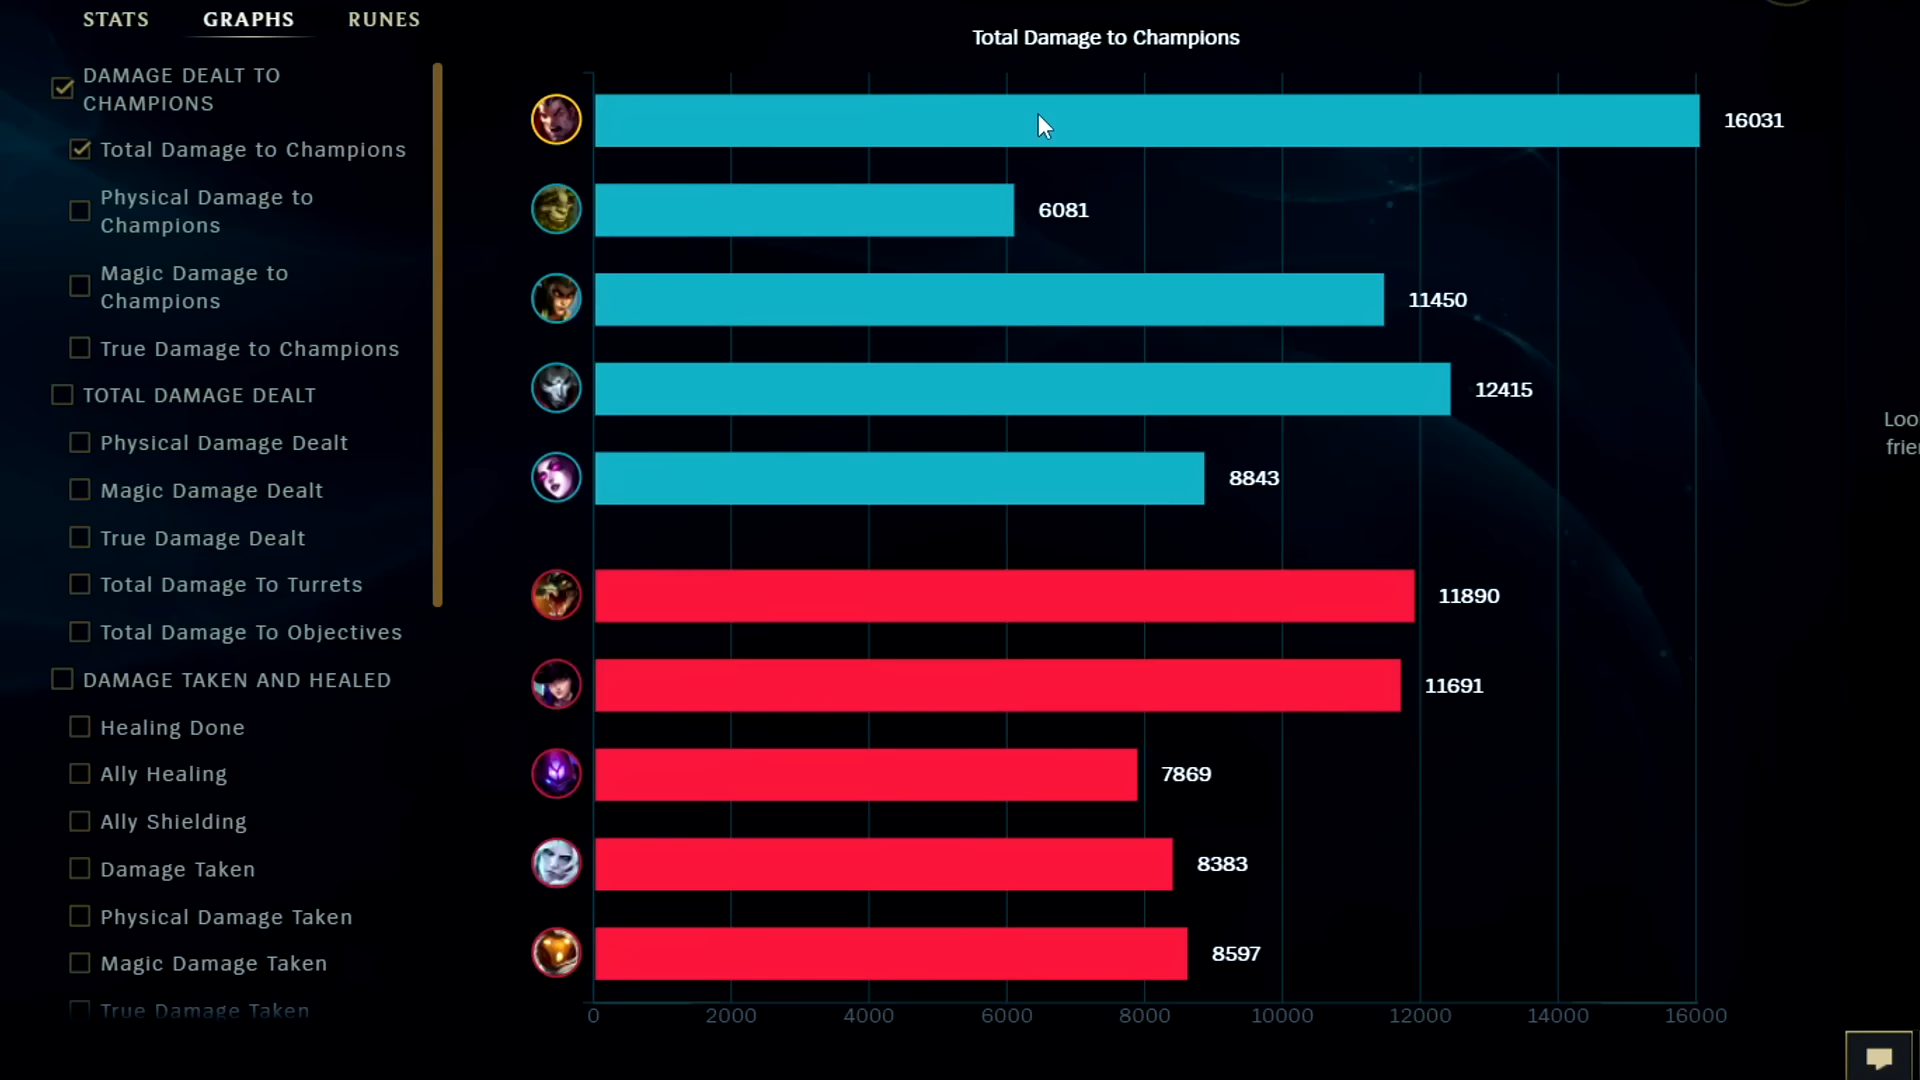 STATS
GRAPHS
RUNES
DAMAGE DEALT TO
CHAMPIONS
Total Damage to Champions
Physical Damage to
Champions
Magic Damage to
Champions
True Damage to Champions
TOTAL DAMAGE DEALT
Physical Damage Dealt
Magic Damage Dealt
True Damage Dealt
Total Damage To Turrets
Total Damage To Objectives
DAMAGE TAKEN AND HEALED
Healing Done
Ally Healing
Ally Shielding
Damage Taken
Physical Damage Taken
Magic Damage Taken
True Damage Taken
Total Damage to Champions
16031
6081
11450
12415
8843
11890
11691
7869
8383
8597
0 2000 4000 6000 8000 10000 12000 14000 16000
Loo
frie